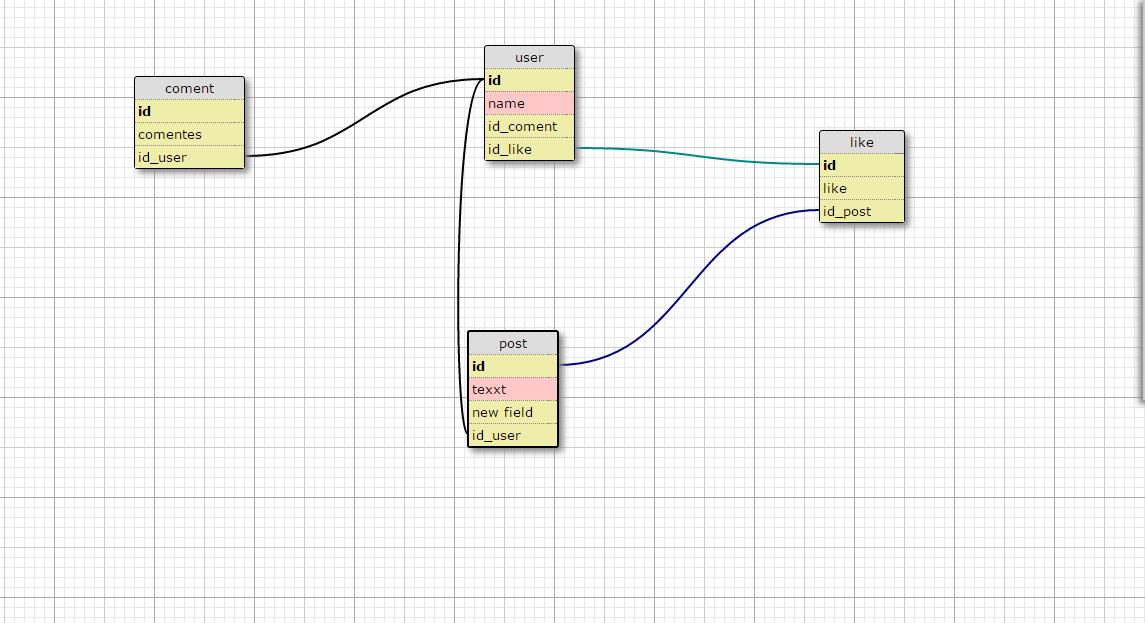 coment
id
comentes
id_user
user
id
name
id_coment
id_like
like
id
like
id_post
post
id
texxt
new field
id_user